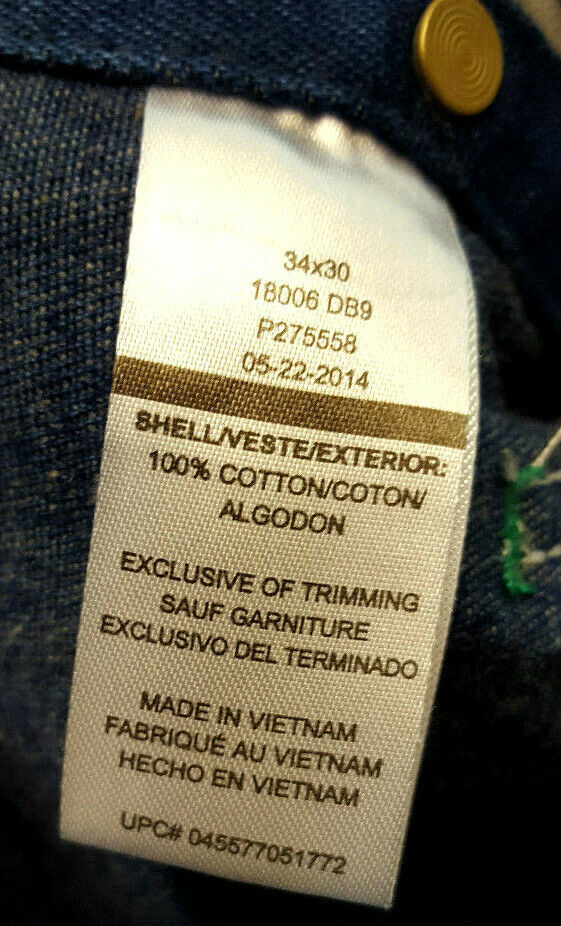 34x30
18006 DB9
P275558
05-22-2014
SHELL/VESTE/EXTERIOR:
100% COTTON/COTON/
ALGODON
EXCLUSIVE OF TRIMMING
SAUF GARNITURE
EXCLUSIVO DEL TERMINADO
MADE IN VIETNAM
FABRIQUÉ AU VIETNAM
HECHO EN VIETNAM
UPC# 045577051772